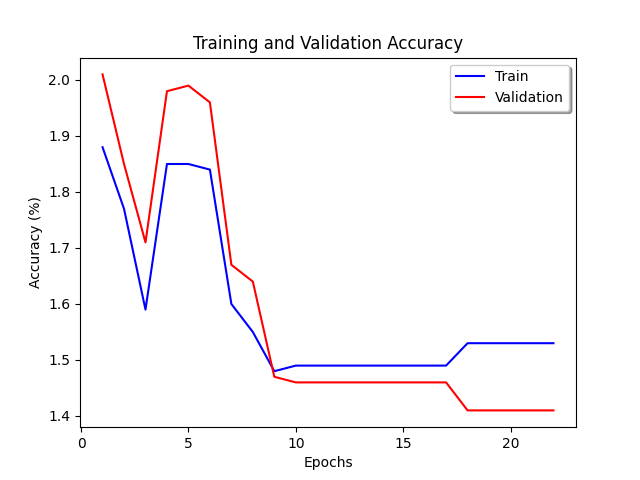 Training and Validation Accuracy
Train
Validation
Accuracy (%)
2.0
1.9
1.8
1.7
1.6
1.5
1.4
0
5
10
15
20
Epochs